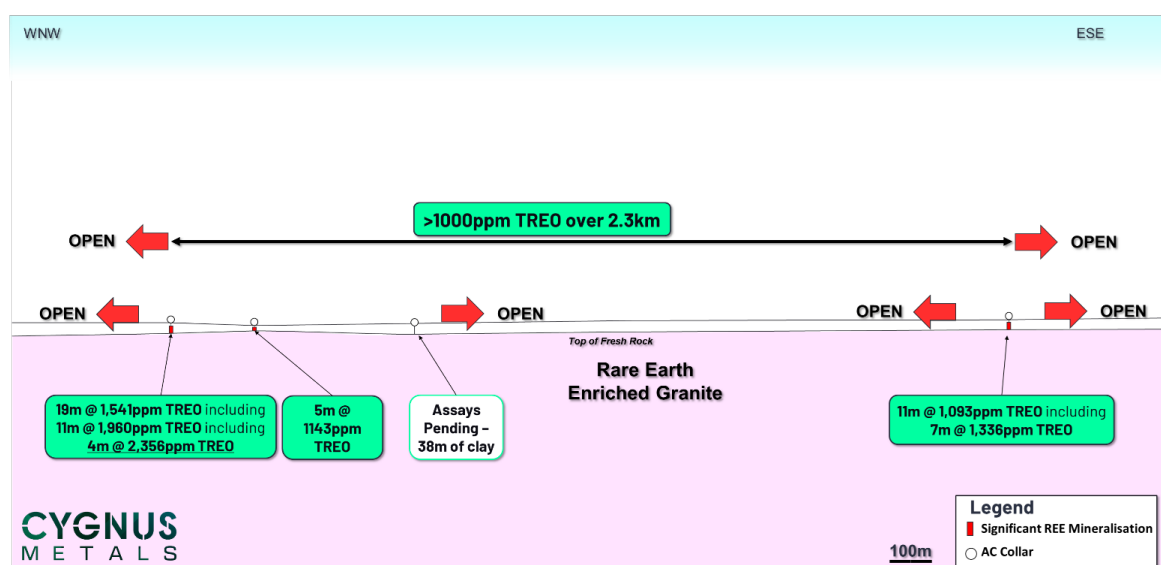 WNW
ESE
>1000ppm TREO over 2.3km
OPEN
OPEN
OPEN
OPEN
OPEN
OPEN
Top of Fresh Rock
Rare Earth
Enriched Granite
19m @ 1,541ppm TREO including
11m @ 1,960ppm TREO including
4m @ 2,356ppm TREO
5m @
1143ppm
TREO
Assays
Pending –
38m of clay
11m @ 1,093ppm TREO including
7m @ 1,336ppm TREO
CYGNUS
METALS
100m
Legend
Significant REE Mineralisation
AC Collar